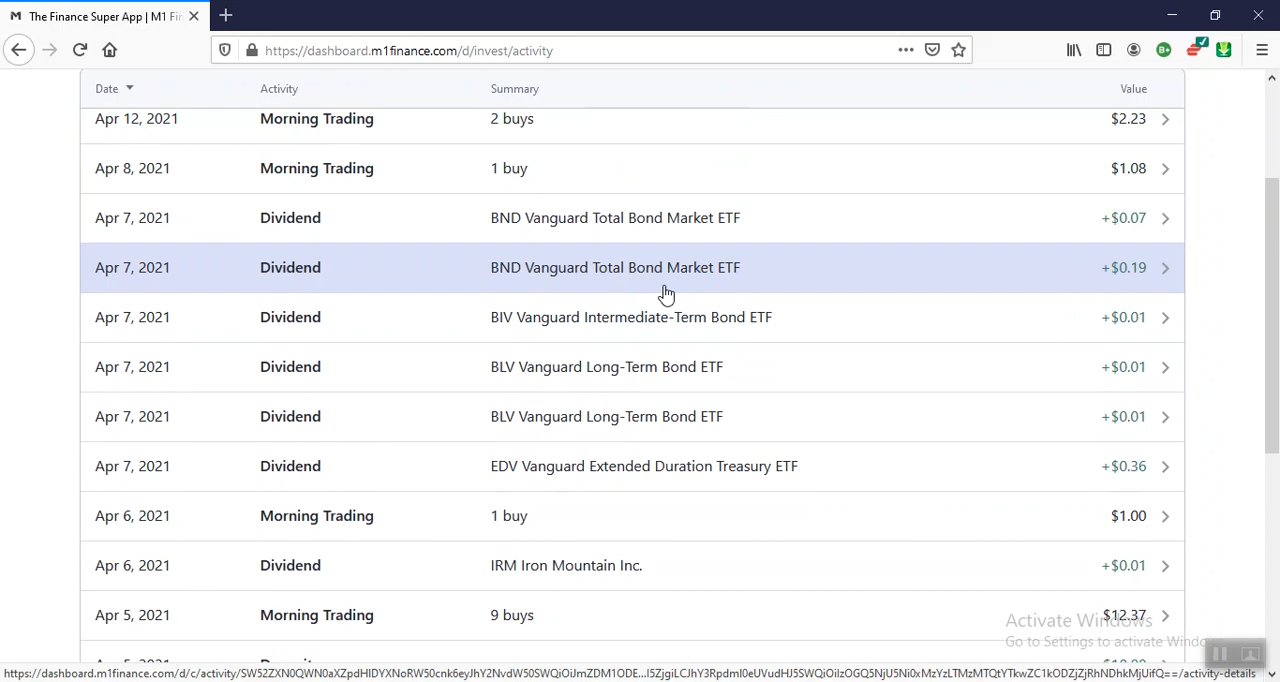 The Finance Super App | M1 Fin
https://dashboard.m1finance.com/d/invest/activity
Date Activity Summary Value
Apr 12, 2021 Morning Trading 2 buys $2.23
Apr 8, 2021 Morning Trading 1 buy $1.08
Apr 7, 2021 Dividend BND Vanguard Total Bond Market ETF +$0.07
Apr 7, 2021 Dividend BND Vanguard Total Bond Market ETF +$0.19
Apr 7, 2021 Dividend BIV Vanguard Intermediate-Term Bond ETF +$0.01
Apr 7, 2021 Dividend BLV Vanguard Long-Term Bond ETF +$0.01
Apr 7, 2021 Dividend BLV Vanguard Long-Term Bond ETF +$0.01
Apr 7, 2021 Dividend EDV Vanguard Extended Duration Treasury ETF +$0.36
Apr 6, 2021 Morning Trading 1 buy $1.00
Apr 6, 2021 Dividend IRM Iron Mountain Inc. +$0.01
Apr 5, 2021 Morning Trading 9 buys $12.37
Activate Windows
Go to Settings to activate Windo